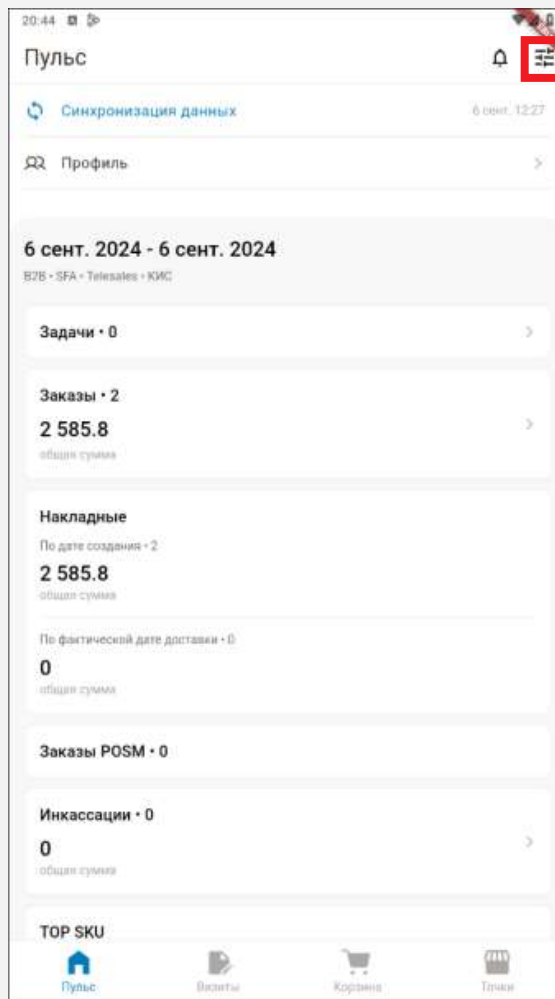 20:44
Пульс
Синхронизация данных
6 сент. 12:27
Профиль
6 сент. 2024 - 6 сент. 2024
B2B • SFA • Telesales • КИС
Задачи • 0
Заказы • 2
2 585.8
общая сумма
Накладные
По дате создания • 2
2 585.8
общая сумма
По фактической дате доставки • 0
0
общая сумма
Заказы POSM • 0
Инкассации • 0
0
общая сумма
TOP SKU
Пульс
Визиты
Корзина
Точки